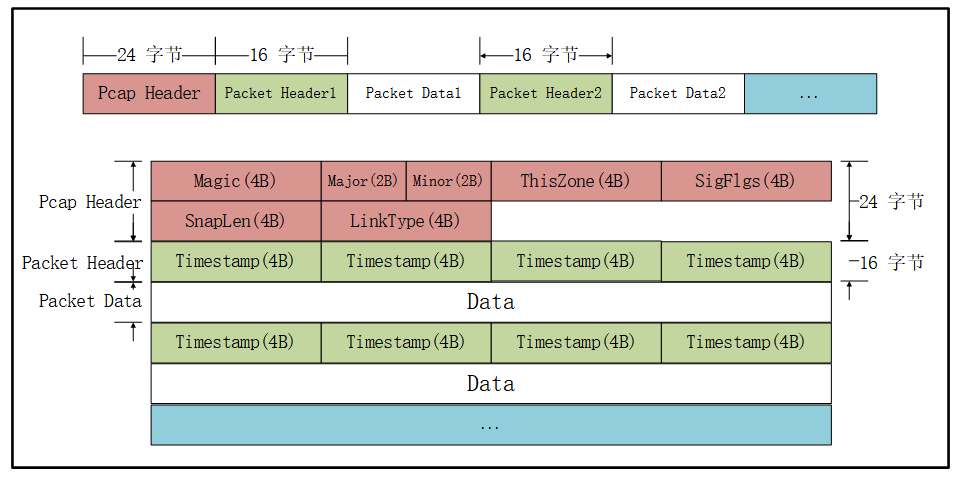 24 字节 16 字节 16 字节
Pcap Header Packet Header1 Packet Data1 Packet Header2 Packet Data2 ...
Magic(4B) Major(2B) Minor(2B) ThisZone(4B) SigFlgs(4B)
Pcap Header 24 字节
SnapLen(4B) LinkType(4B)
Packet Header Timestamp(4B) Timestamp(4B) Timestamp(4B) Timestamp(4B) 16 字节
Packet Data Data
Timestamp(4B) Timestamp(4B) Timestamp(4B) Timestamp(4B)
Data
...